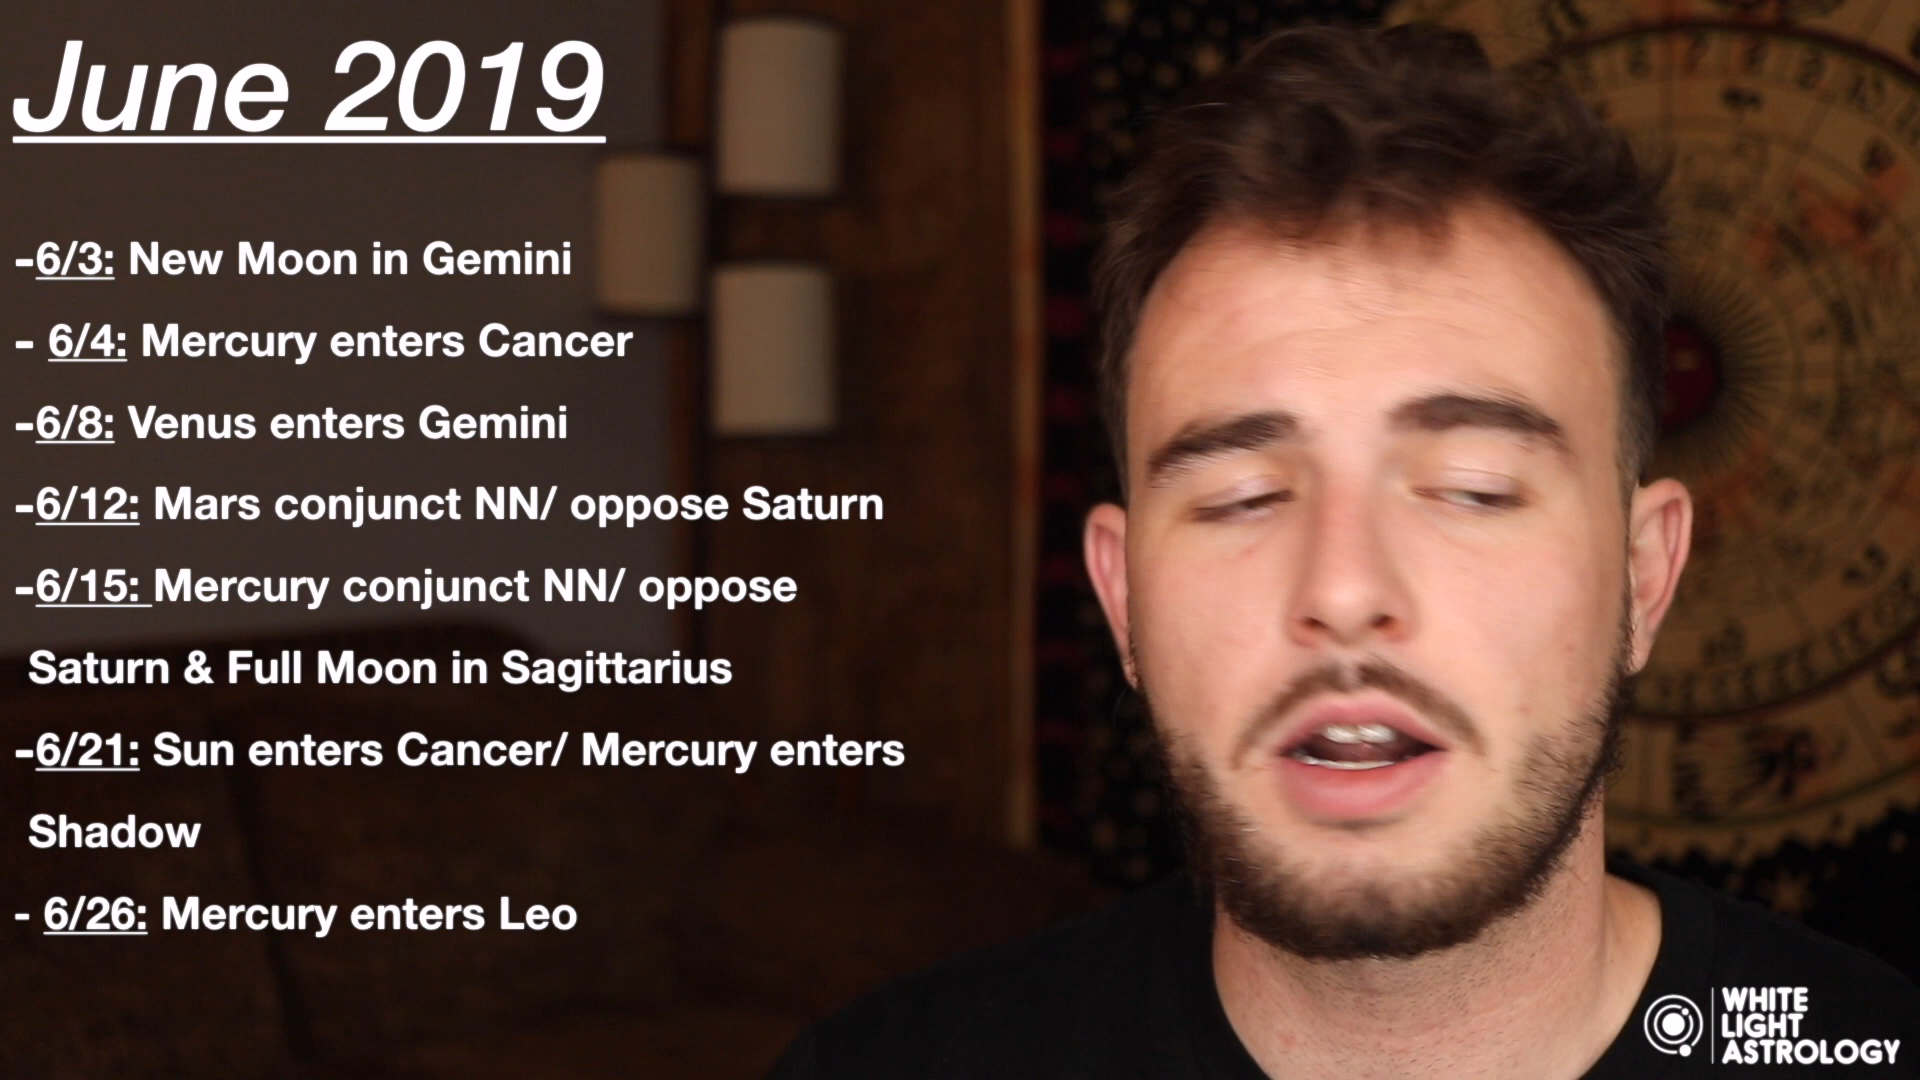 June 2019
-6/3: New Moon in Gemini
- 6/4: Mercury enters Cancer
-6/8: Venus enters Gemini
-6/12: Mars conjunct NN/ oppose Saturn
-6/15: Mercury conjunct NN/ oppose
Saturn & Full Moon in Sagittarius
-6/21: Sun enters Cancer/ Mercury enters
Shadow
- 6/26: Mercury enters Leo
WHITE
LIGHT
ASTROLOGY